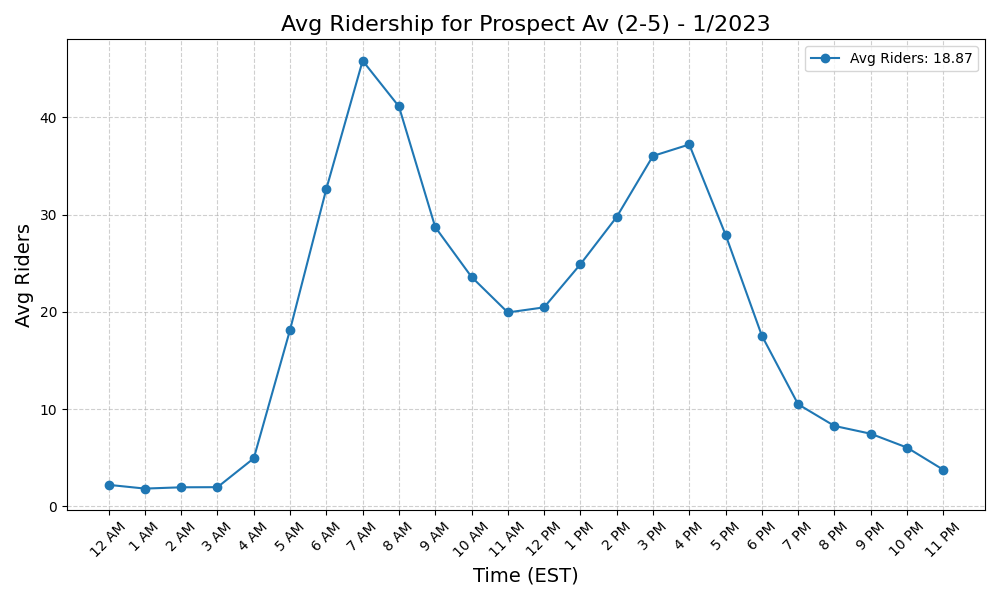 Avg Ridership for Prospect Av (2-5) - 1/2023
Avg Riders: 18.87
Avg Riders
40
30
20
10
0
12 AM
1 AM
2 AM
3 AM
4 AM
5 AM
6 AM
7 AM
8 AM
9 AM
10 AM
11 AM
12 PM
1 PM
2 PM
3 PM
4 PM
5 PM
6 PM
7 PM
8 PM
9 PM
10 PM
11 PM
Time (EST)